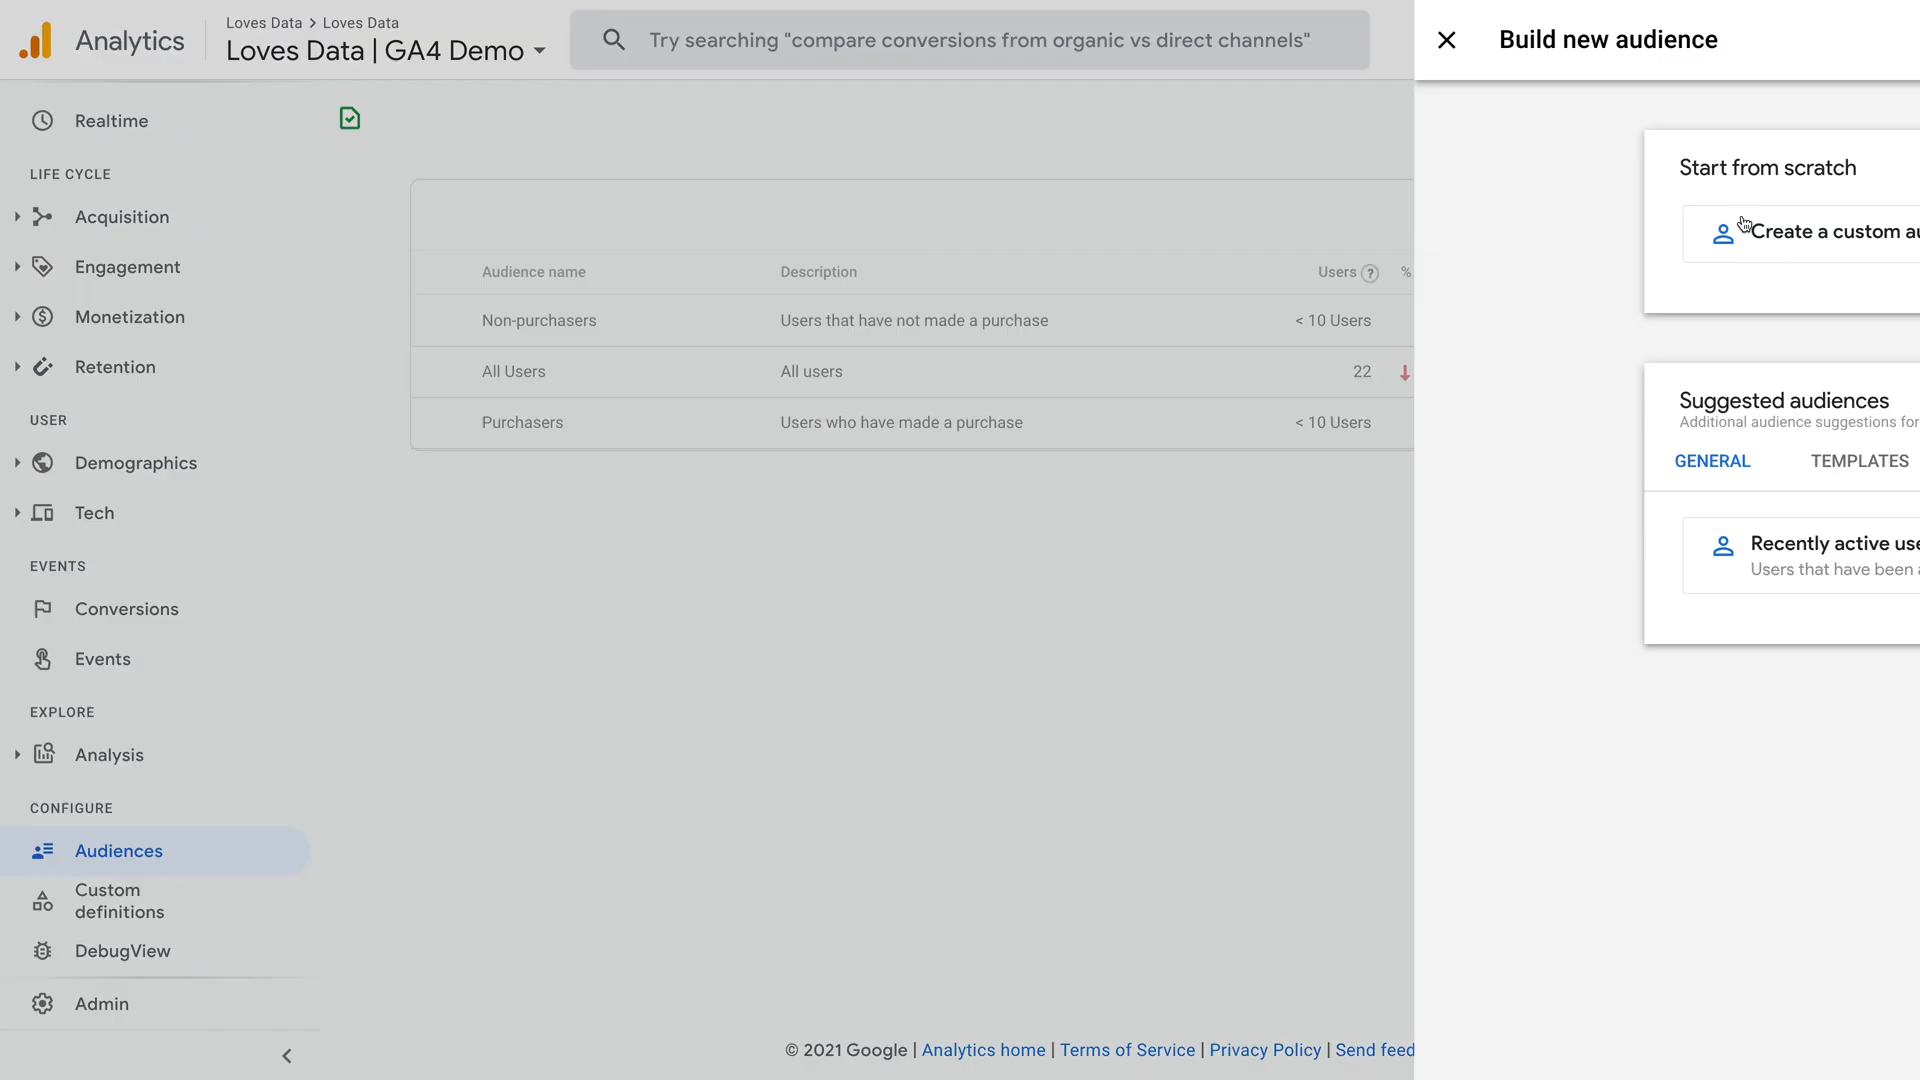 Analytics
Loves Data > Loves Data
Loves Data | GA4 Demo
Try searching "compare conversions from organic vs direct channels"
Build new audience
Realtime
LIFE CYCLE
Acquisition
Engagement
Monetization
Retention
USER
Demographics
Tech
EVENTS
Conversions
Events
EXPLORE
Analysis
CONFIGURE
Audiences
Custom
definitions
DebugView
Admin
Audience name Description Users ? %
Non-purchasers Users that have not made a purchase < 10 Users
All Users All users 22
Purchasers Users who have made a purchase < 10 Users
Start from scratch
Create a custom au
Suggested audiences
Additional audience suggestions for
GENERAL TEMPLATES
Recently active use
Users that have been a
© 2021 Google | Analytics home | Terms of Service | Privacy Policy | Send feed